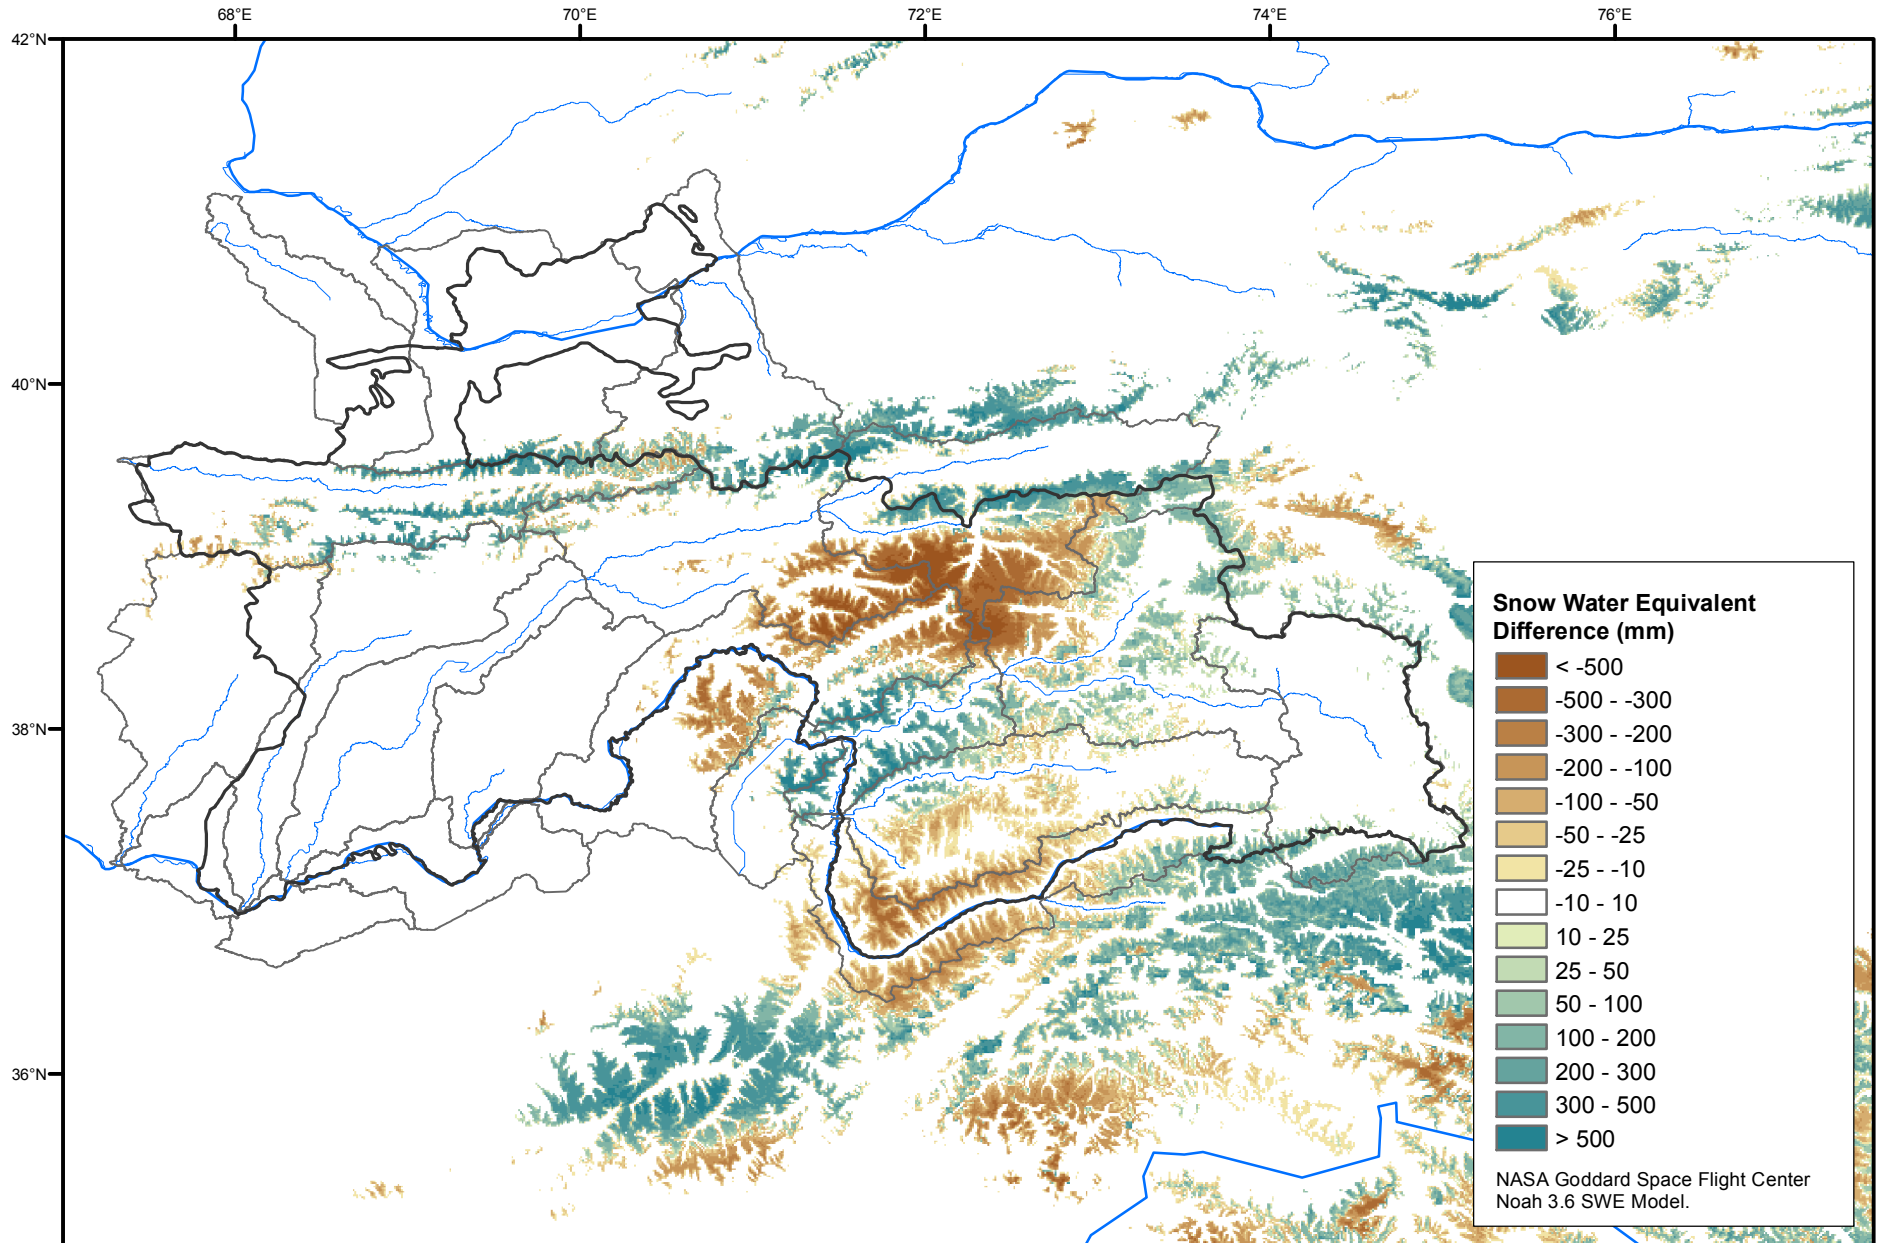 68°E 70°E 72°E 74°E 76°E
42°N
40°N
38°N
36°N
Snow Water Equivalent
Difference (mm)
< -500
-500 - -300
-300 - -200
-200 - -100
-100 - -50
-50 - -25
-25 - -10
-10 - 10
10 - 25
25 - 50
50 - 100
100 - 200
200 - 300
300 - 500
> 500
NASA Goddard Space Flight Center
Noah 3.6 SWE Model.